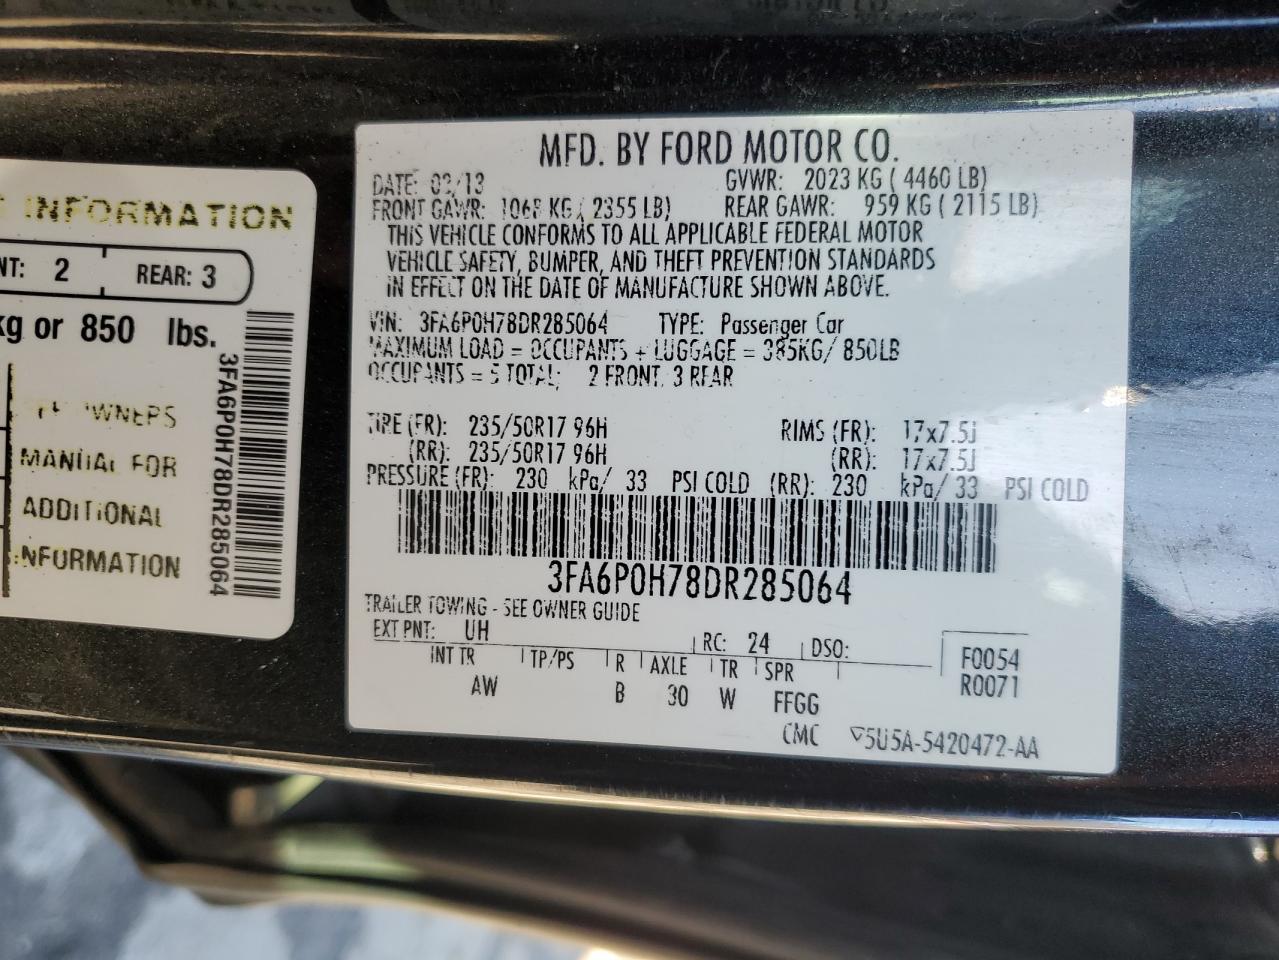 INFORMATION
NT: 2 REAR: 3
kg or 850 lbs.
OWNERS
MANUAL FOR
ADDITIONAL
INFORMATION
3FA6P0H78DR285064
MFD. BY FORD MOTOR CO.
DATE: GVWR: 2023 KG ( 4460 LB)
FRONT GAWR: KG ( 2355 LB) REAR GAWR: 959 KG ( 2115 LB)
THIS VEHICLE CONFORMS TO ALL APPLICABLE FEDERAL MOTOR
VEHICLE SAFETY, BUMPER, AND THEFT PREVENTION STANDARDS
IN EFFECT ON THE DATE OF MANUFACTURE SHOWN ABOVE.
VIN: 3FA6P0H78DR285064 TYPE: Passenger Car
MAXIMUM LOAD = OCCUPANTS + LUGGAGE = 385KG/ 850LB
OCCUPANTS = 5 TOTAL; 2 FRONT, 3 REAR
TIRE (FR): 235/50R17 96H RIMS (FR): 17x7.5J
(RR): 235/50R17 96H (RR): 17x7.5J
PRESSURE (FR): 230 kPa/ 33 PSI COLD (RR): 230 kPa/ 33 PSI COLD
3FA6P0H78DR285064
TRAILER TOWING - SEE OWNER GUIDE
EXT PNT: UH RC: 24 DSO:
INT TR TP/PS R AXLE TR SPR F0054
AW B 30 W FFGG R0071
CMC 5U5A-5420472-AA